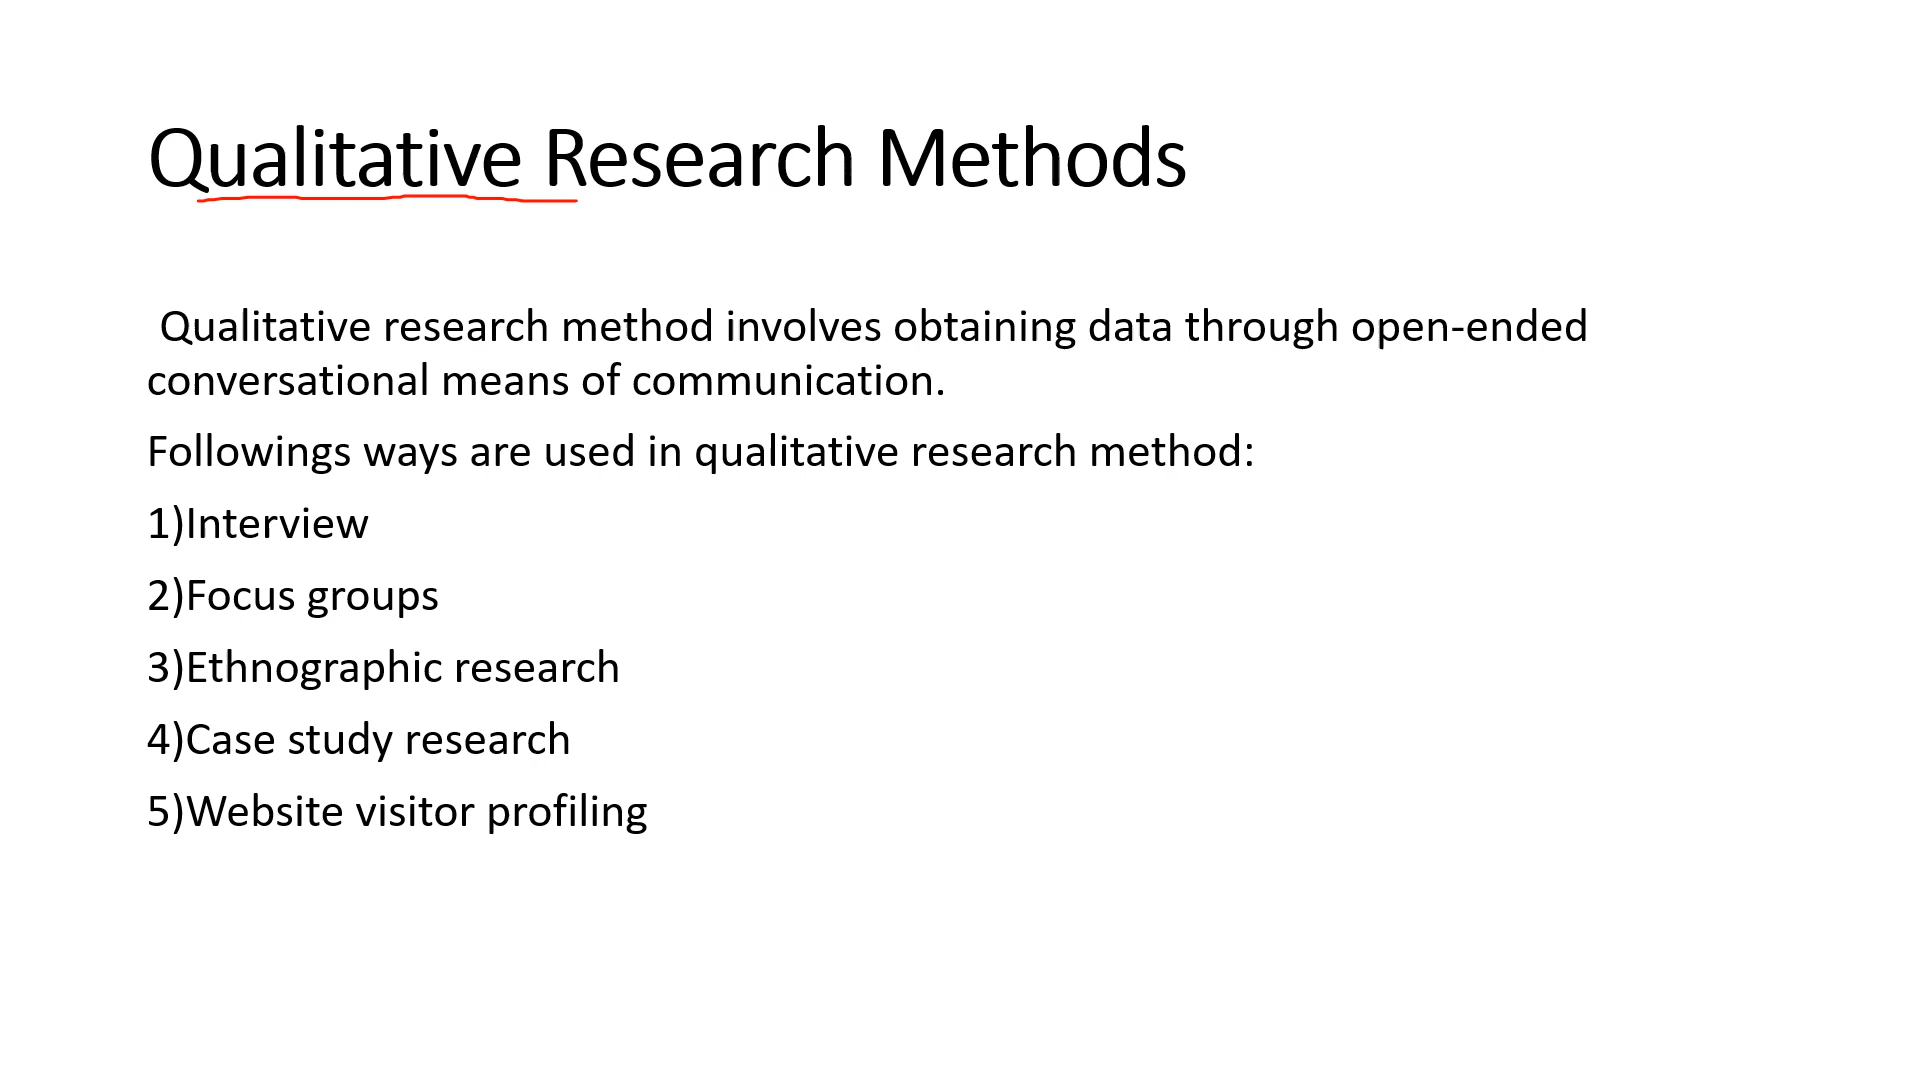 Qualitative Research Methods
Qualitative research method involves obtaining data through open-ended
conversational means of communication.
Followings ways are used in qualitative research method:
1)Interview
2)Focus groups
3)Ethnographic research
4)Case study research
5)Website visitor profiling